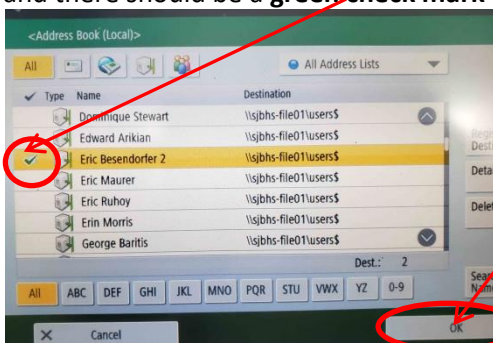 and there should be a green check mark
<Address Book (Local)>
All
All Address Lists
Type Name Destination
Dominique Stewart \\sjbhs-file01\users$
Edward Arikian \\sjbhs-file01\users$
Eric Besendorfer 2 \\sjbhs-file01\users$
Eric Maurer \\sjbhs-file01\users$
Eric Ruhoy \\sjbhs-file01\users$
Erin Morris \\sjbhs-file01\users$
George Baritis \\sjbhs-file01\users$
Dest.: 2
All ABC DEF GHI JKL MNO PQR STU VWX YZ 0-9
Cancel
OK